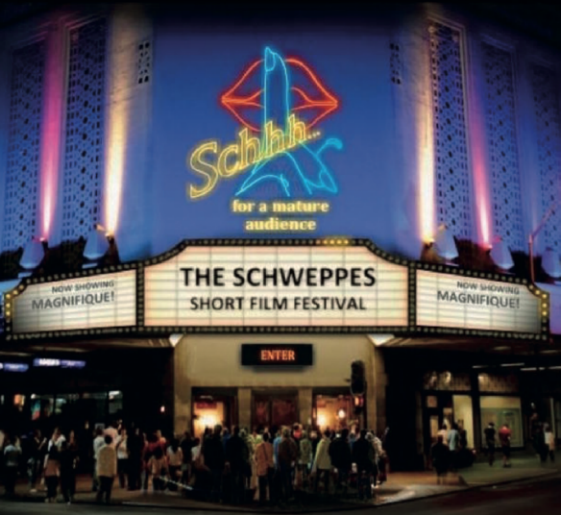 Schhh...
for a mature
audience
THE SCHWEPPES
SHORT FILM FESTIVAL
NOW SHOWING
MAGNIFIQUE!
NOW SHOWING
MAGNIFIQUE!
ENTER